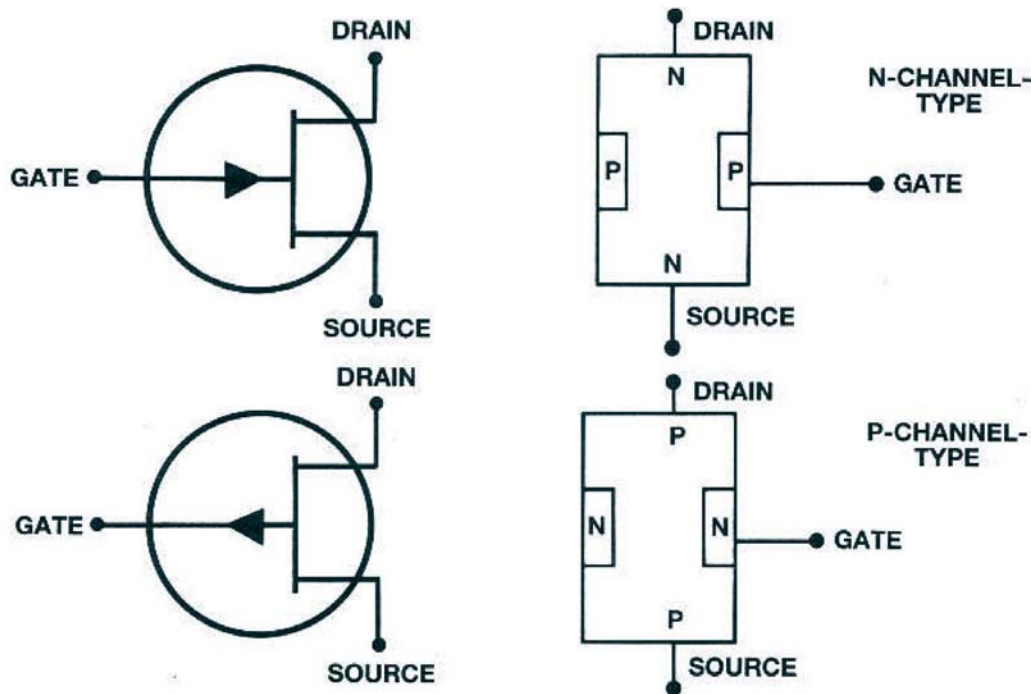 DRAIN
GATE
SOURCE
DRAIN
N
P
P
GATE
N
SOURCE
N-CHANNEL-
TYPE
DRAIN
GATE
SOURCE
DRAIN
P
N
N
GATE
P
SOURCE
P-CHANNEL-
TYPE